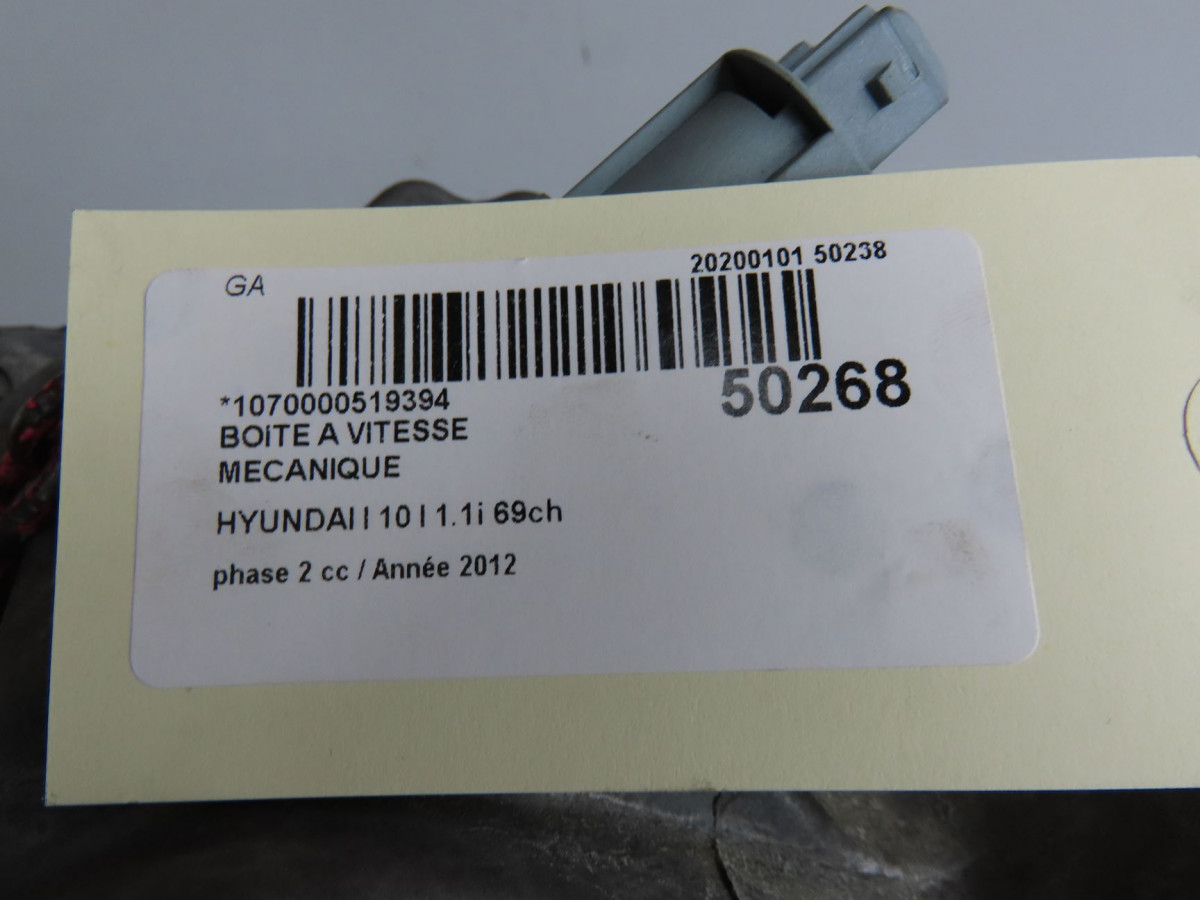 GA
20200101 50238
50268
*1070000519394
BOITE A VITESSE
MECANIQUE
HYUNDAI I 10 I 1.1i 69ch
phase 2 cc / Année 2012